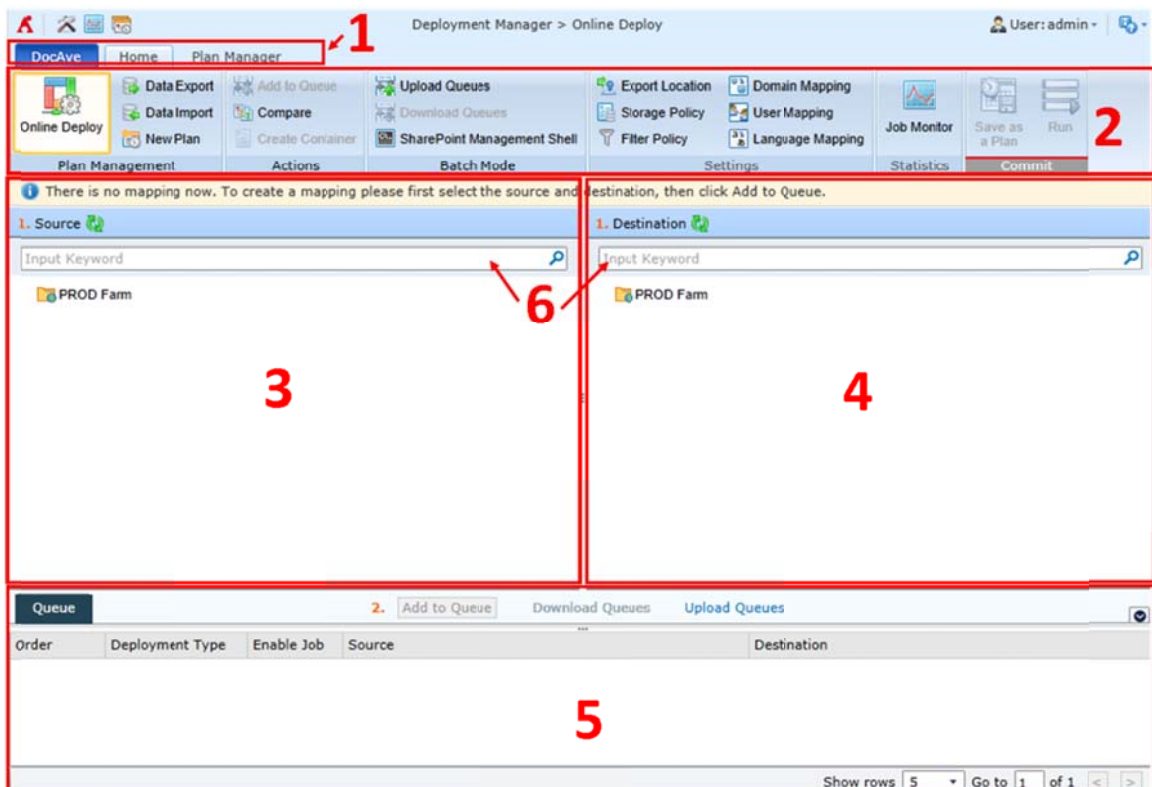 Deployment Manager > Online Deploy
User: admin
1
DocAve Home Plan Manager
Online Deploy
Data Export
Data Import
New Plan
Plan Management
Add to Queue
Compare
Create Container
Actions
Upload Queues
Download Queues
SharePoint Management Shell
Batch Mode
Export Location
Storage Policy
Filter Policy
Domain Mapping
User Mapping
Language Mapping
Settings
Job Monitor
Statistics
Save as a Plan
Run
Commit
2
There is no mapping now. To create a mapping please first select the source and destination, then click Add to Queue.
1. Source
Input Keyword
PROD Farm
3
1. Destination
Input Keyword
PROD Farm
6
4
Queue 2. Add to Queue Download Queues Upload Queues
Order Deployment Type Enable Job Source Destination
5
Show rows 5 Go to 1 of 1 < >